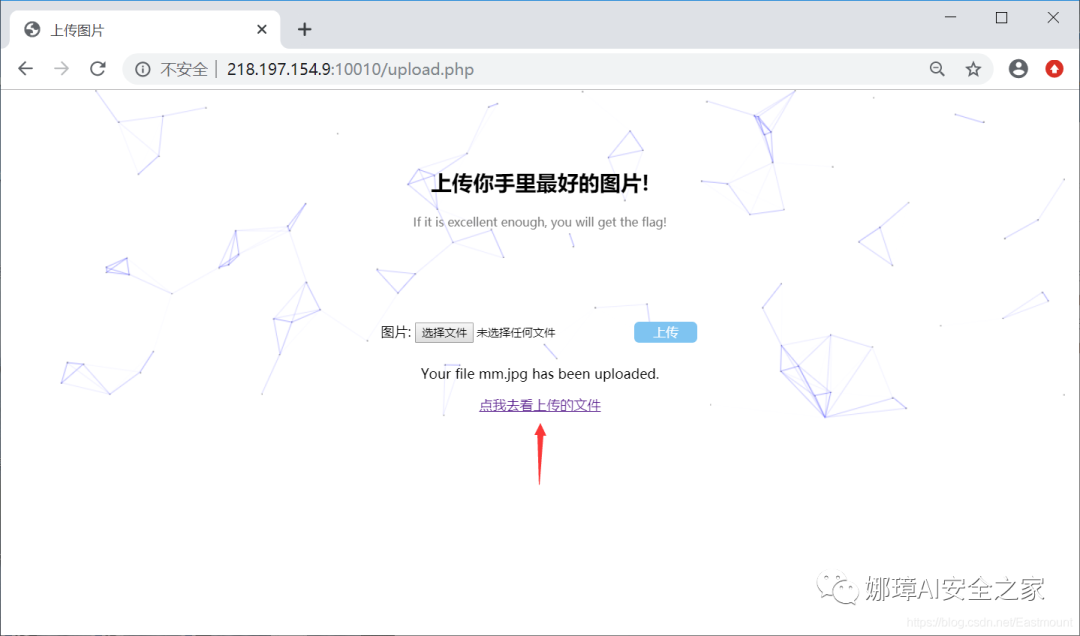 上传图片
不安全 | 218.197.154.9:10010/upload.php
上传你手里最好的图片!
If it is excellent enough, you will get the flag!
图片: 选择文件 未选择任何文件 上传
Your file mm.jpg has been uploaded.
点我去看上传的文件
娜璋AI安全之家
https://blog.csdn.net/Eastmount